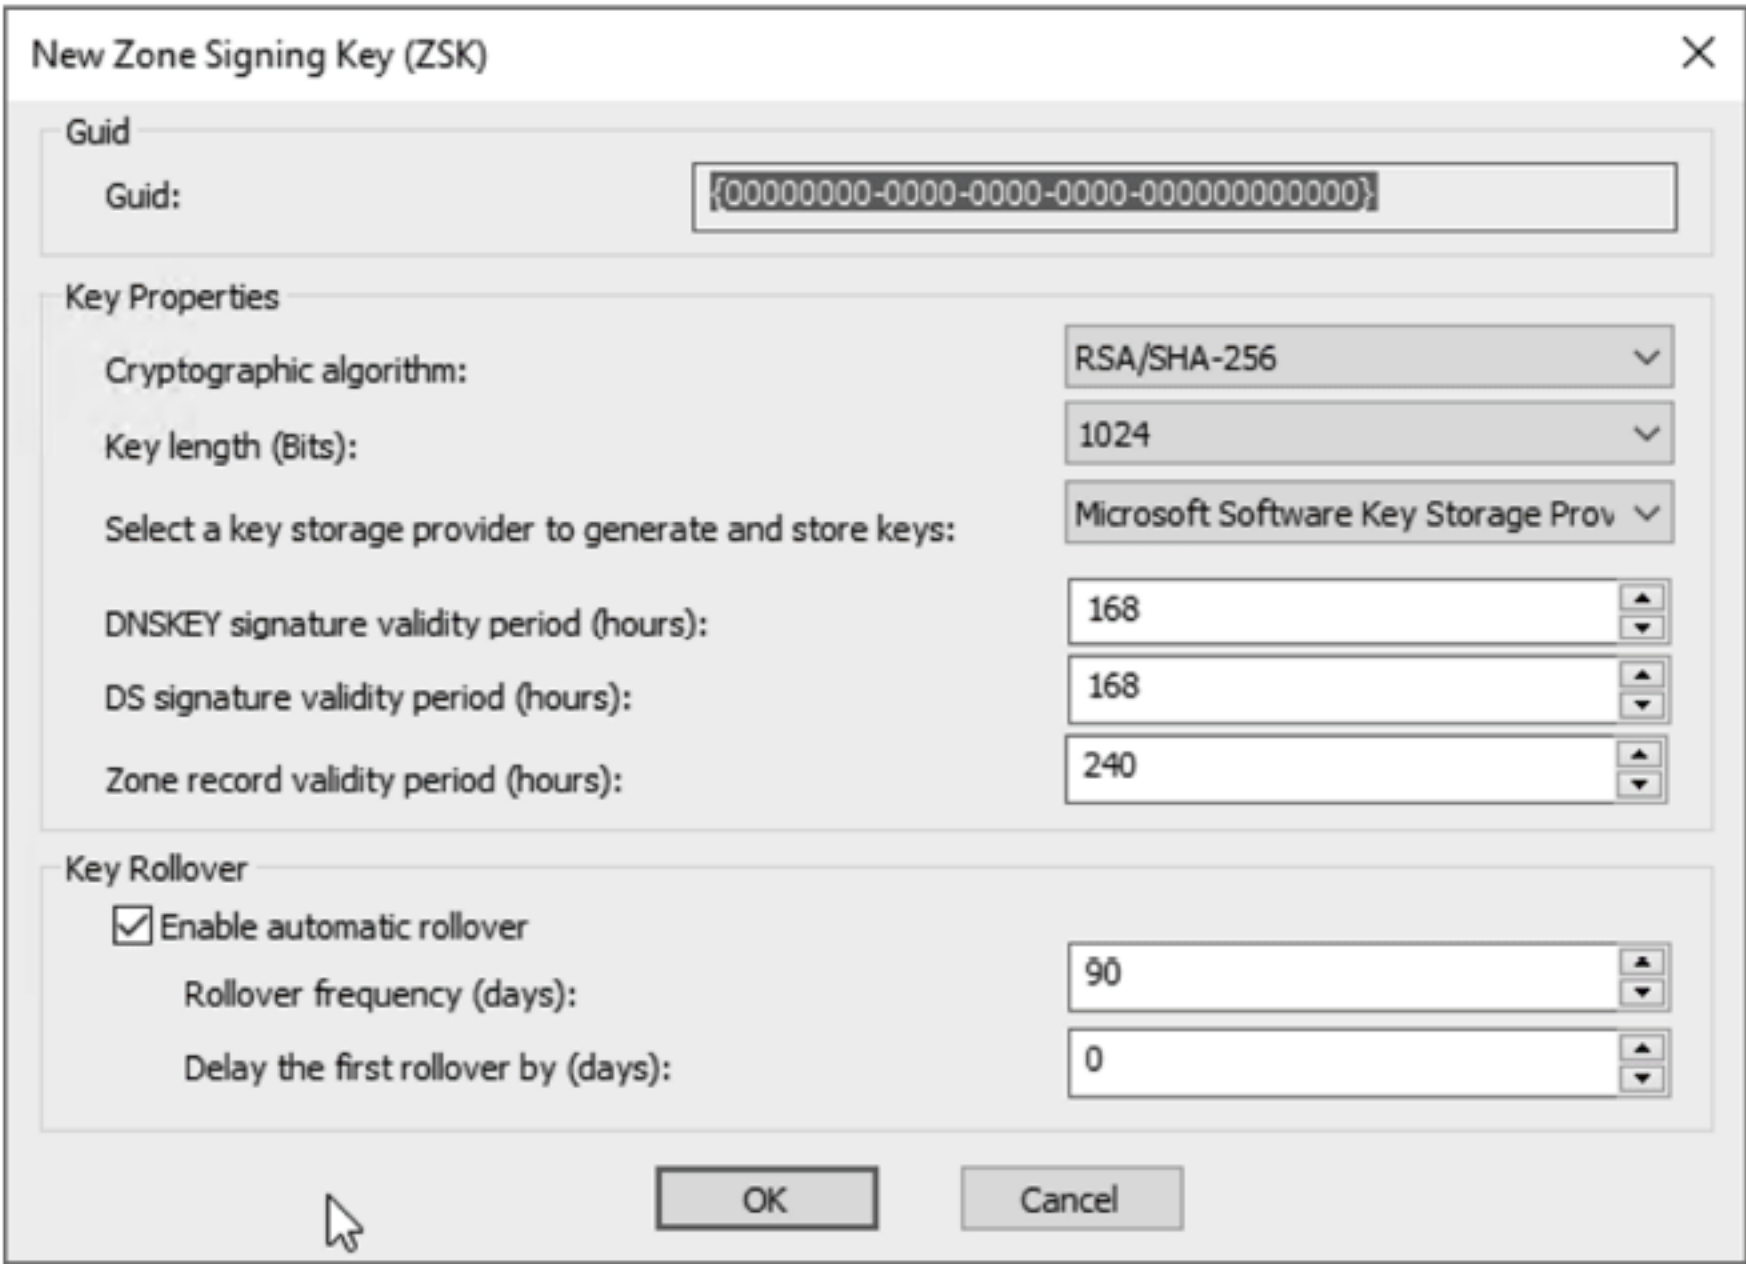 New Zone Signing Key (ZSK)
Guid
Guid: {00000000-0000-0000-0000-000000000000}
Key Properties
Cryptographic algorithm: RSA/SHA-256
Key length (Bits): 1024
Select a key storage provider to generate and store keys: Microsoft Software Key Storage Prov
DNSKEY signature validity period (hours): 168
DS signature validity period (hours): 168
Zone record validity period (hours): 240
Key Rollover
Enable automatic rollover
Rollover frequency (days): 90
Delay the first rollover by (days): 0
OK Cancel